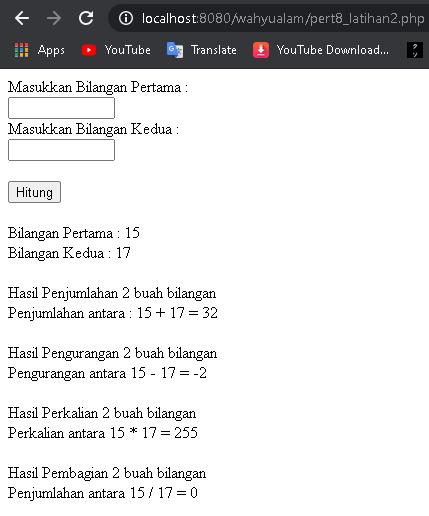 localhost:8080/wahyualam/pert8_latihan2.php
Apps YouTube Translate YouTube Download...
Masukkan Bilangan Pertama :
Masukkan Bilangan Kedua :
Hitung
Bilangan Pertama : 15
Bilangan Kedua : 17
Hasil Penjumlahan 2 buah bilangan
Penjumlahan antara : 15 + 17 = 32
Hasil Pengurangan 2 buah bilangan
Pengurangan antara 15 - 17 = -2
Hasil Perkalian 2 buah bilangan
Perkalian antara 15 * 17 = 255
Hasil Pembagian 2 buah bilangan
Penjumlahan antara 15 / 17 = 0